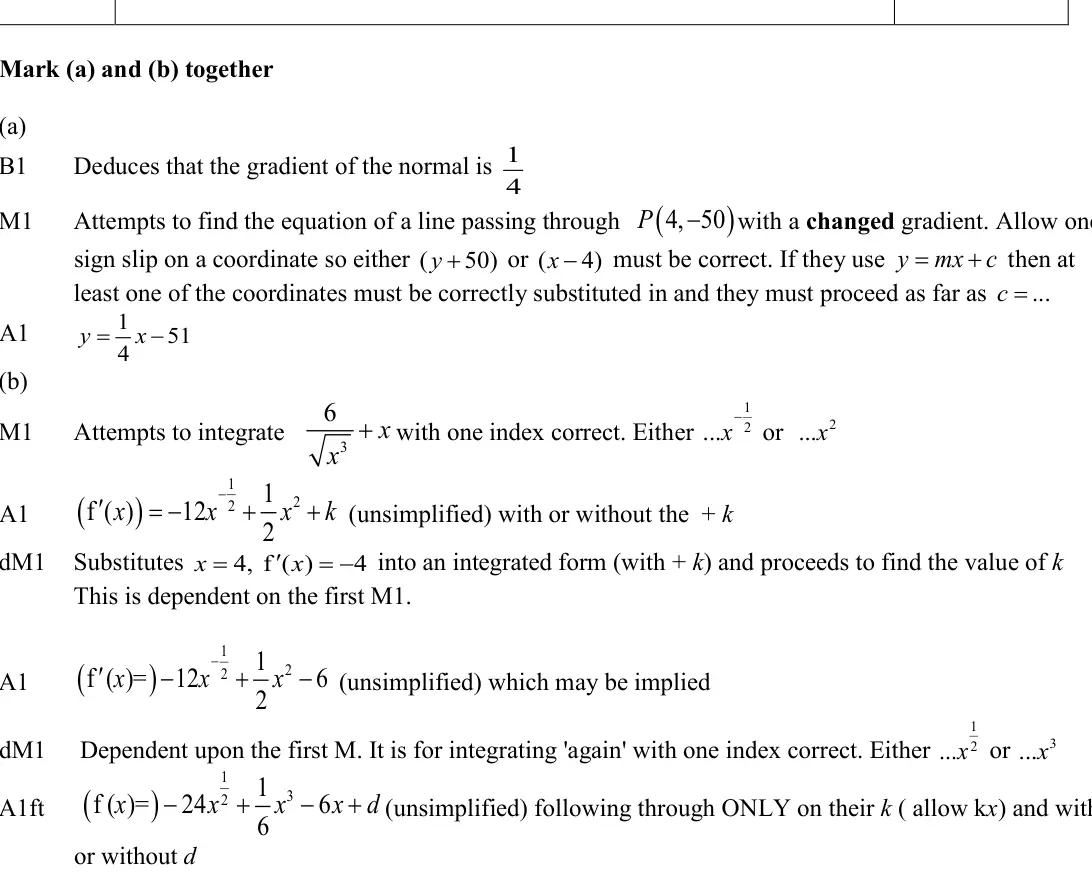 Mark (a) and (b) together
(a)
B1 Deduces that the gradient of the normal is 1/4
M1 Attempts to find the equation of a line passing through P(4,−50) with a changed gradient. Allow one
sign slip on a coordinate so either (y+50) or (x−4) must be correct. If they use y=mx+c then at
least one of the coordinates must be correctly substituted in and they must proceed as far as c=...
A1 y=1/4x−51
(b)
M1 Attempts to integrate 6/√x³+x with one index correct. Either ...x^(−1/2) or ...x²
A1 (f′(x))=−12x^(−1/2)+1/2x²+k (unsimplified) with or without the + k
dM1 Substitutes x=4, f′(x)=−4 into an integrated form (with + k) and proceeds to find the value of k
This is dependent on the first M1.
A1 (f′(x)=)−12x^(−1/2)+1/2x²−6 (unsimplified) which may be implied
dM1 Dependent upon the first M. It is for integrating 'again' with one index correct. Either ...x^(1/2) or ...x³
A1ft (f(x)=)−24x^(1/2)+1/6x³−6x+d (unsimplified) following through ONLY on their k ( allow kx) and with
or without d